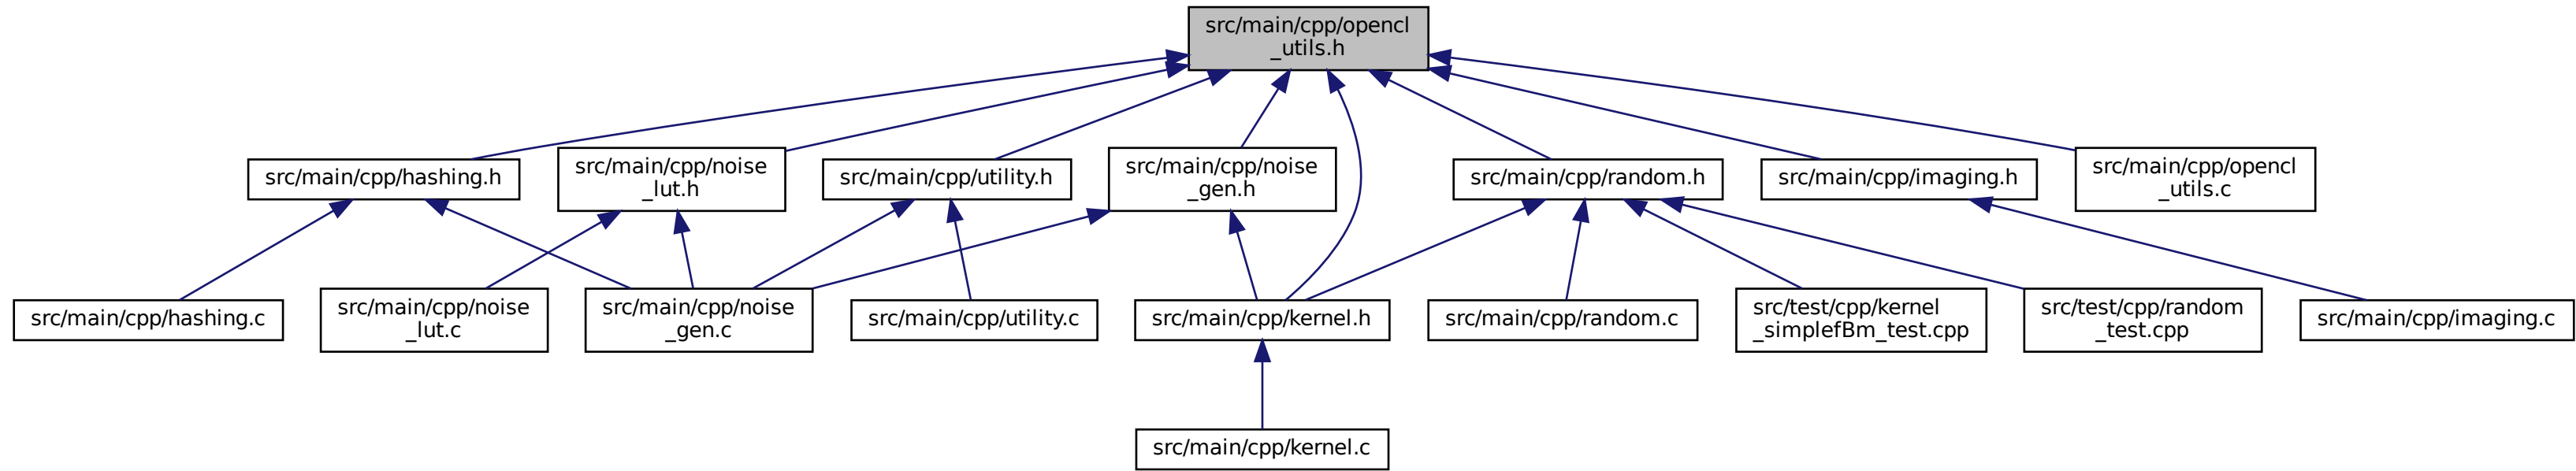 src/main/cpp/opencl
_utils.h
src/main/cpp/hashing.h
src/main/cpp/noise
_lut.h
src/main/cpp/utility.h
src/main/cpp/noise
_gen.h
src/main/cpp/random.h
src/main/cpp/imaging.h
src/main/cpp/opencl
_utils.c
src/main/cpp/hashing.c
src/main/cpp/noise
_lut.c
src/main/cpp/noise
_gen.c
src/main/cpp/utility.c
src/main/cpp/kernel.h
src/main/cpp/random.c
src/test/cpp/kernel
_simplefBm_test.cpp
src/test/cpp/random
_test.cpp
src/main/cpp/imaging.c
src/main/cpp/kernel.c